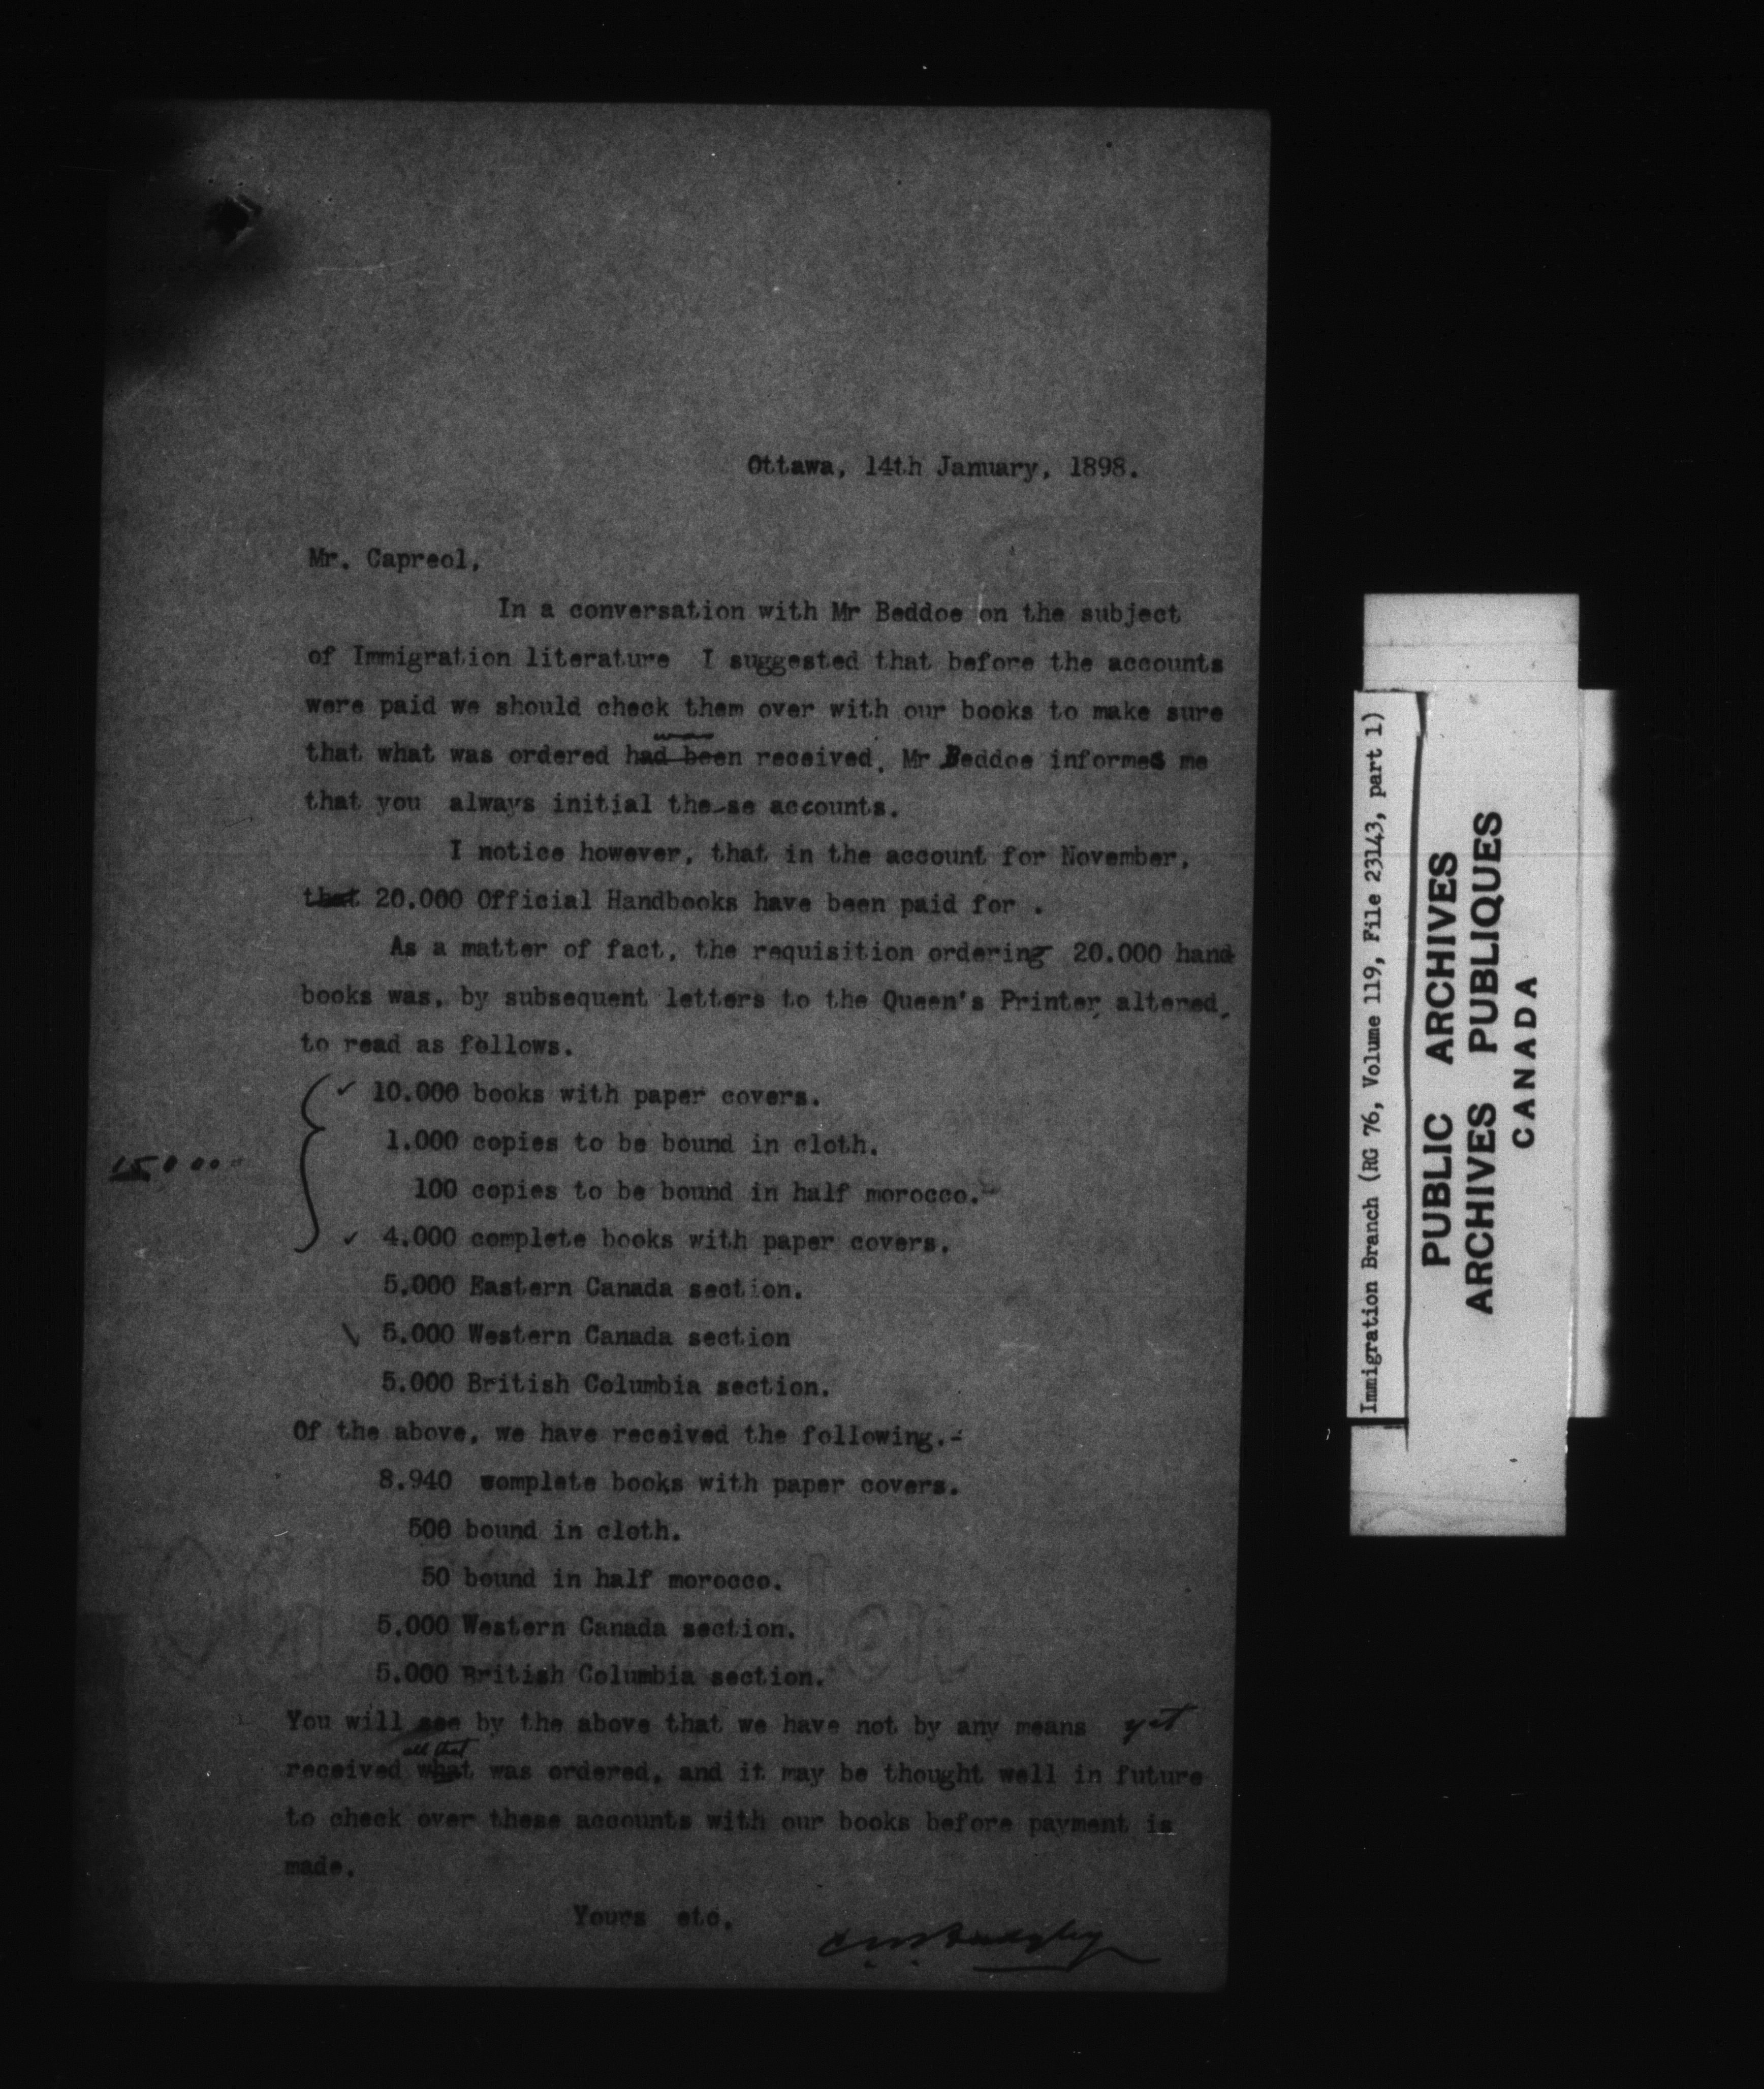 Ottawa, 14th January, 1898.
Mr. Capreol,
In a conversation with Mr Beddoe on the subject
of Immigration literature I suggested that before the accounts
were paid we should check them over with our books to make sure
was
that what was ordered had been received. Mr Beddoe informed me
that you always initial the-se accounts.
I notice however, that in the account for November,
that 20.000 Official Handbooks have been paid for .
As a matter of fact, the requisition ordering 20.000 hand
books was, by subsequent letters to the Queen's Printer, altered,
to read as follows.
✓ 10.000 books with paper covers.
1.000 copies to be bound in cloth.
15000
100 copies to be bound in half morocco.
✓ 4.000 complete books with paper covers.
5.000 Eastern Canada section.
5.000 Western Canada section
5.000 British Columbia section.
Of the above, we have received the following.-
8.940 complete books with paper covers.
500 bound in cloth.
50 bound in half morocco.
5.000 Western Canada section.
5.000 British Columbia section.
You will see by the above that we have not by any means yet
all that
received what was ordered, and it may be thought well in future
to check over these accounts with our books before payment is
made.
Yours etc.
Immigration Branch (RG 76, Volume 119, File 23143, part 1)
PUBLIC ARCHIVES
ARCHIVES PUBLIQUES
CANADA